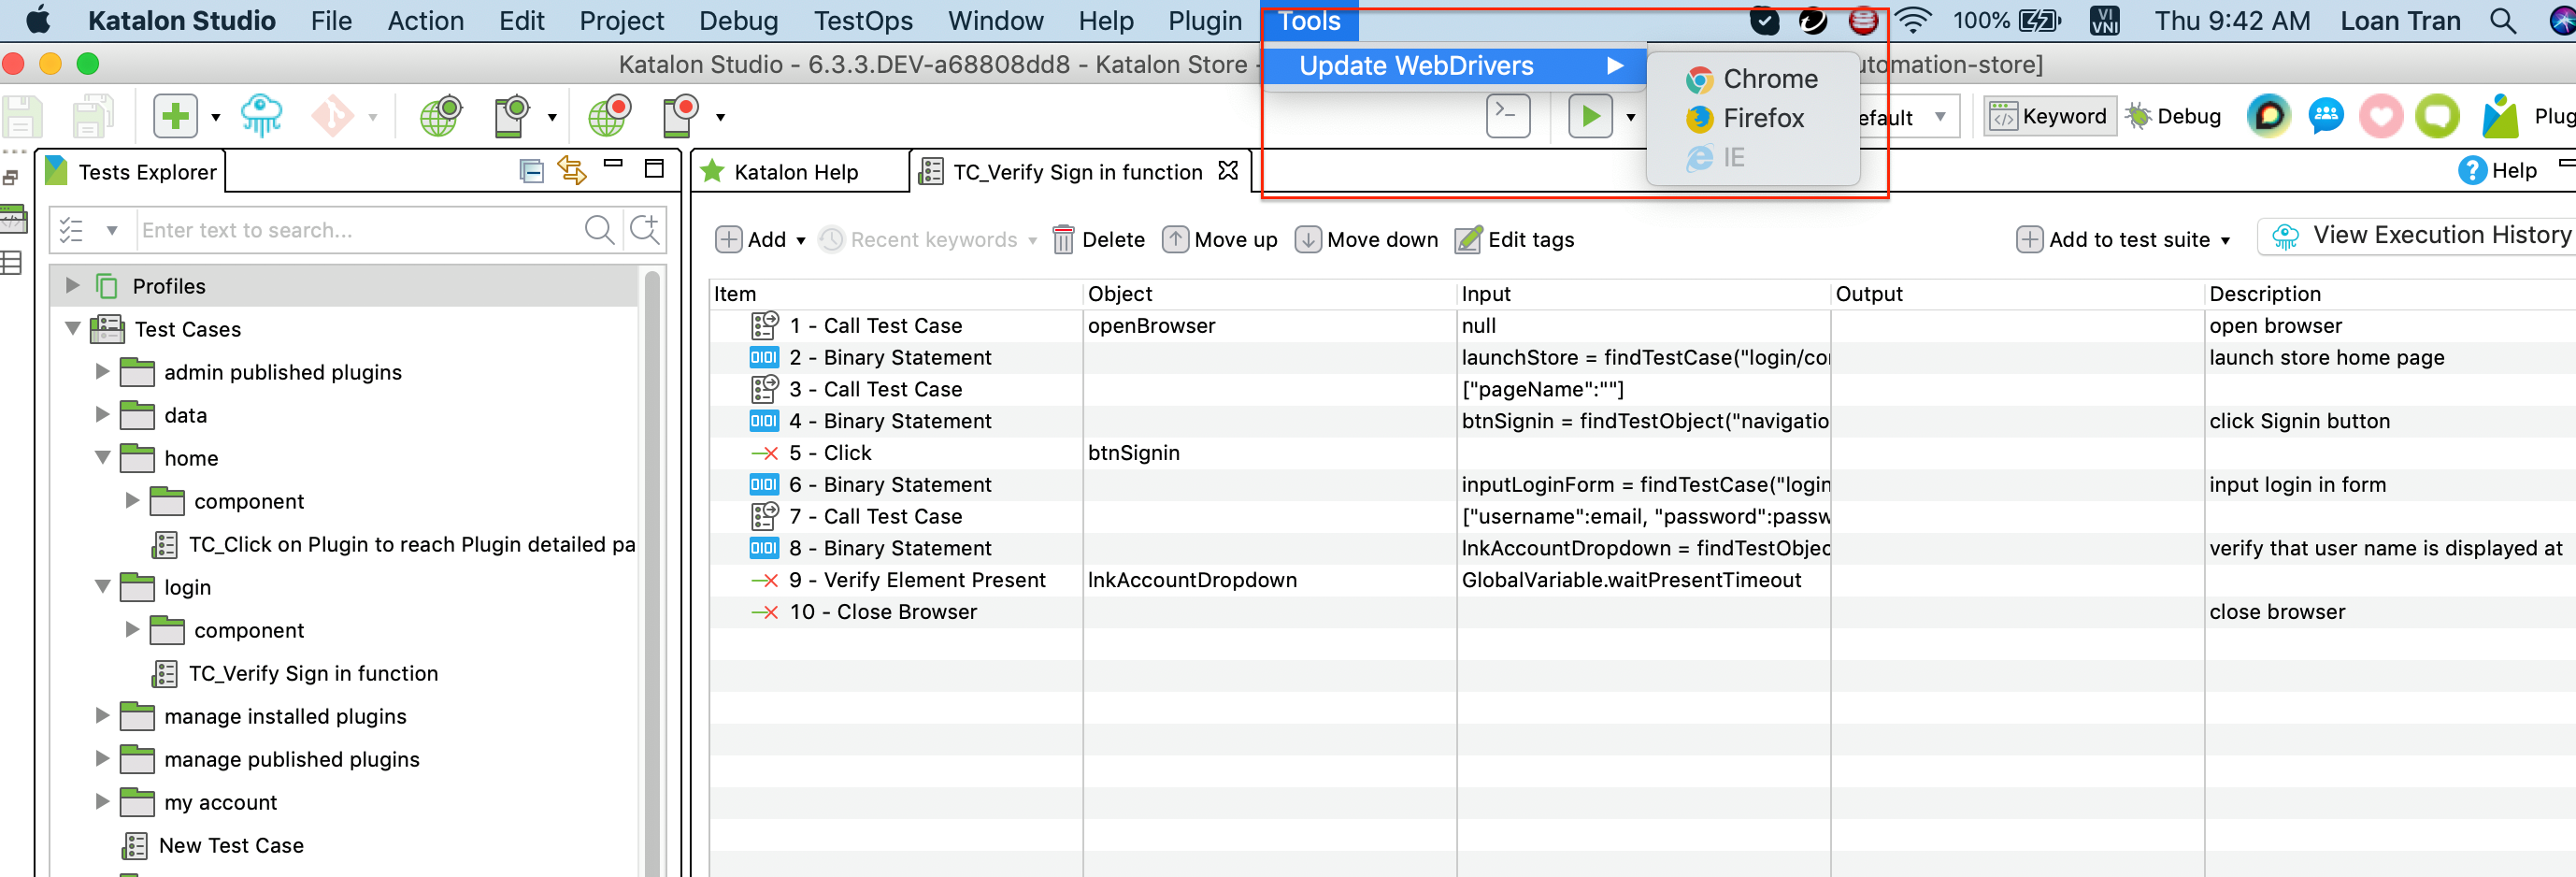 Katalon Studio File Action Edit Project Debug TestOps Window Help Plugin Tools 100% VI VNI Thu 9:42 AM Loan Tran
Katalon Studio - 6.3.3.DEV-a68808dd8 - Katalon Store - utomation-store]
Update WebDrivers
Chrome
Firefox
IE
efault Keyword Debug Plug
Tests Explorer
Katalon Help TC_Verify Sign in function Help
Enter text to search...
Add Recent keywords Delete Move up Move down Edit tags Add to test suite View Execution History
Profiles
Test Cases
admin published plugins
data
home
component
TC_Click on Plugin to reach Plugin detailed pa
login
component
TC_Verify Sign in function
manage installed plugins
manage published plugins
my account
New Test Case
Item Object Input Output Description
1 - Call Test Case openBrowser null open browser
0101 2 - Binary Statement launchStore = findTestCase("login/co launch store home page
3 - Call Test Case ["pageName":""]
0101 4 - Binary Statement btnSignin = findTestObject("navigatio click Signin button
5 - Click btnSignin
0101 6 - Binary Statement inputLoginForm = findTestCase("login input login in form
7 - Call Test Case ["username":email, "password":passw
0101 8 - Binary Statement lnkAccountDropdown = findTestObjec verify that user name is displayed at
9 - Verify Element Present lnkAccountDropdown GlobalVariable.waitPresentTimeout
10 - Close Browser close browser